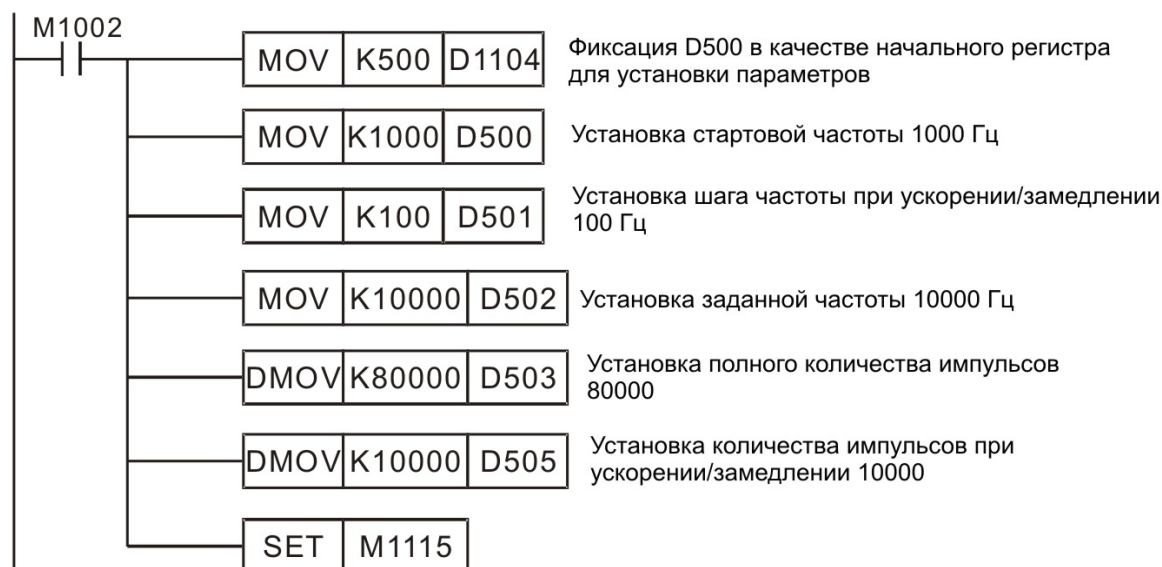 M1002
MOV K500 D1104
Фиксация D500 в качестве начального регистра
для установки параметров
MOV K1000 D500
Установка стартовой частоты 1000 Гц
MOV K100 D501
Установка шага частоты при ускорении/замедлении
100 Гц
MOV K10000 D502
Установка заданной частоты 10000 Гц
DMOV K80000 D503
Установка полного количества импульсов
80000
DMOV K10000 D505
Установка количества импульсов при
ускорении/замедлении 10000
SET M1115